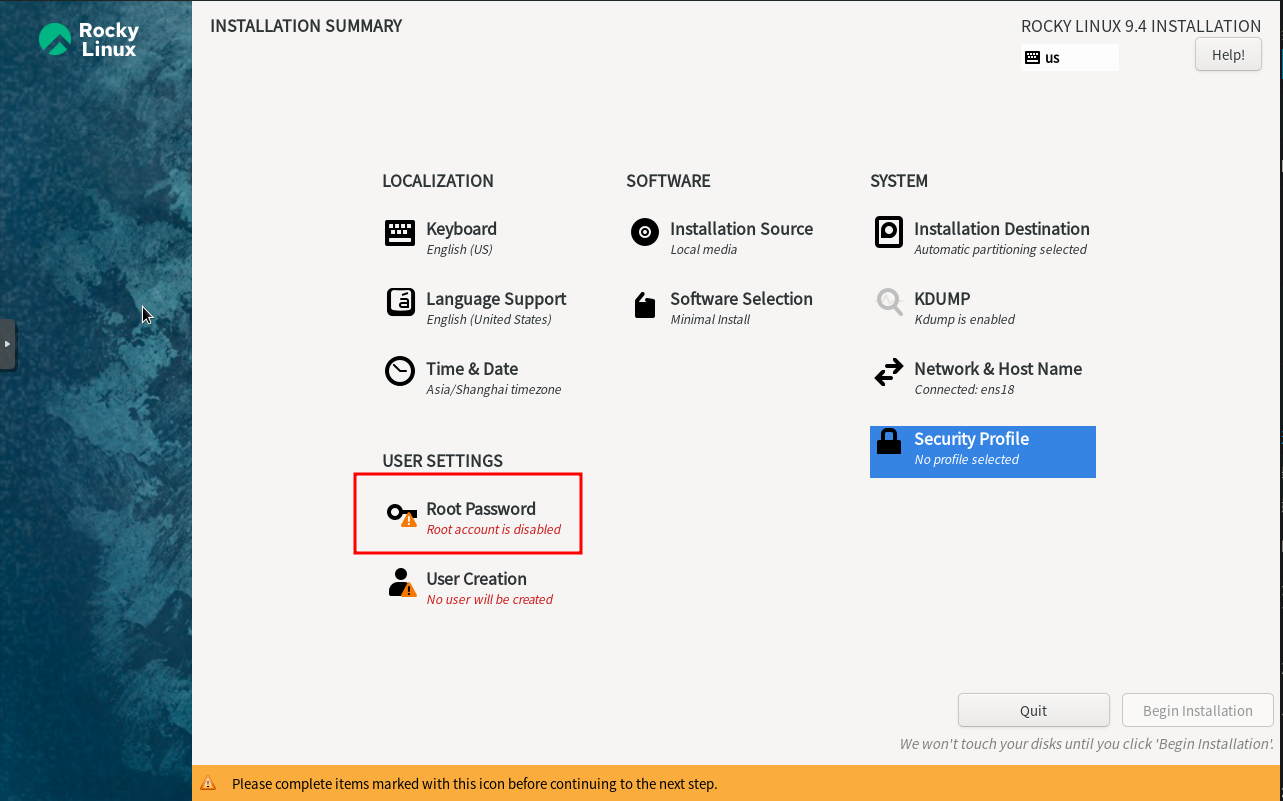 Rocky
Linux
INSTALLATION SUMMARY
ROCKY LINUX 9.4 INSTALLATION
us
Help!
LOCALIZATION
Keyboard
English (US)
Language Support
English (United States)
Time & Date
Asia/Shanghai timezone
SOFTWARE
Installation Source
Local media
Software Selection
Minimal Install
SYSTEM
Installation Destination
Automatic partitioning selected
KDUMP
Kdump is enabled
Network & Host Name
Connected: ens18
Security Profile
No profile selected
USER SETTINGS
Root Password
Root account is disabled
User Creation
No user will be created
Quit
Begin Installation
We won't touch your disks until you click 'Begin Installation'.
Please complete items marked with this icon before continuing to the next step.